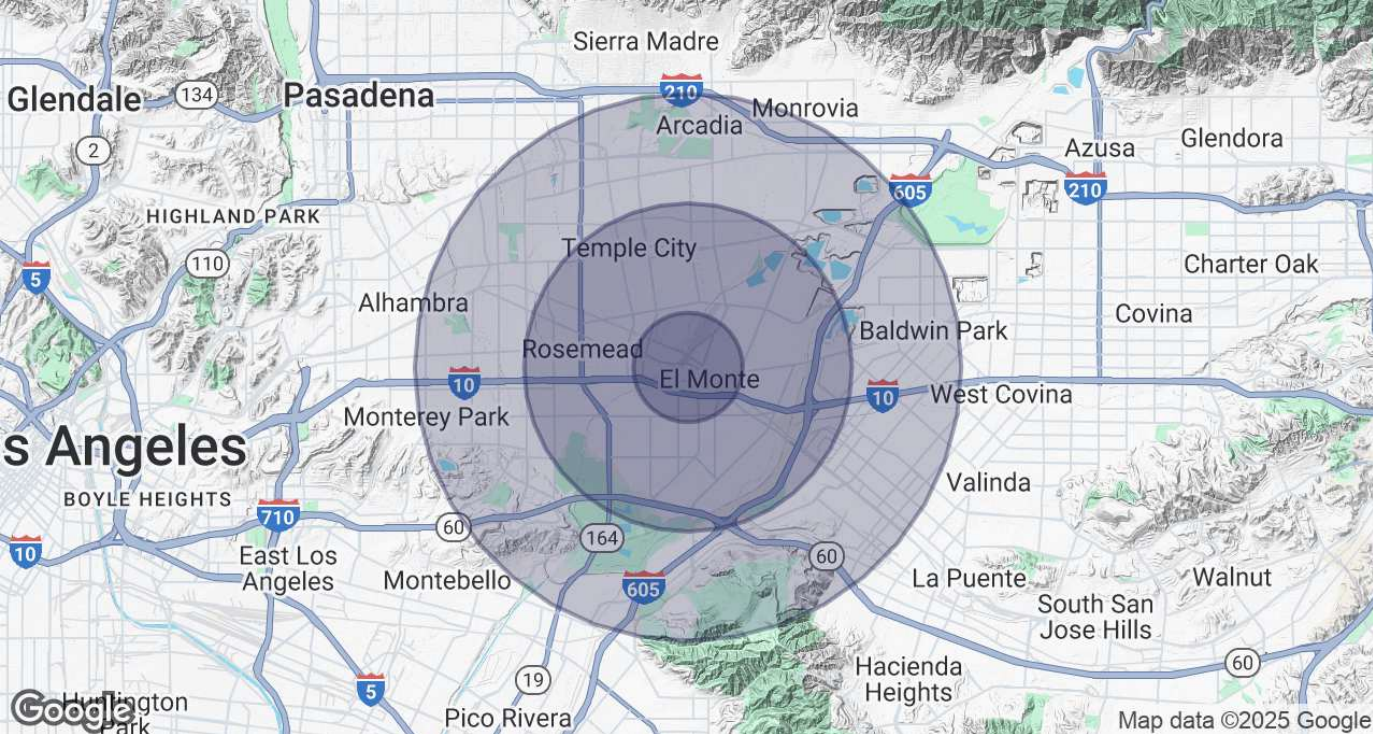 Sierra Madre
Glendale
134
Pasadena
210
Monrovia
Arcadia
2
Azusa
Glendora
605
210
HIGHLAND PARK
Temple City
110
5
Charter Oak
Alhambra
Covina
Baldwin Park
Rosemead
El Monte
10
10
West Covina
Monterey Park
s Angeles
Valinda
BOYLE HEIGHTS
710
60
164
10
East Los
Angeles
60
Montebello
605
La Puente
Walnut
South San
Jose Hills
Hacienda
Heights
60
19
5
Huntington
Park
Google
Pico Rivera
Map data ©2025 Google